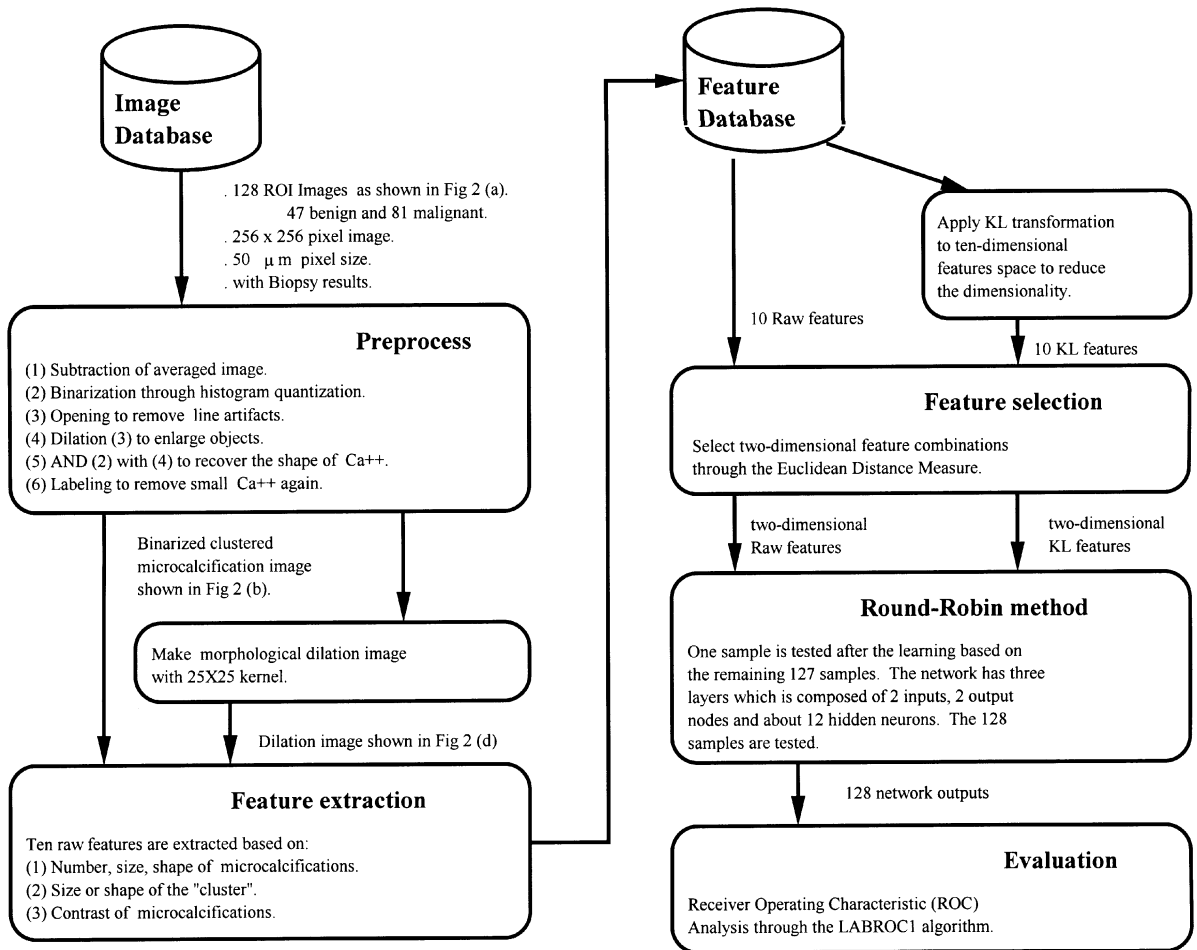 Image
Database
. 128 ROI Images as shown in Fig 2 (a).
47 benign and 81 malignant.
. 256 x 256 pixel image.
. 50 μ m pixel size.
. with Biopsy results.
Preprocess
(1) Subtraction of averaged image.
(2) Binarization through histogram quantization.
(3) Opening to remove line artifacts.
(4) Dilation (3) to enlarge objects.
(5) AND (2) with (4) to recover the shape of Ca++.
(6) Labeling to remove small Ca++ again.
Binarized clustered
microcalcification image
shown in Fig 2 (b).
Make morphological dilation image
with 25X25 kernel.
Dilation image shown in Fig 2 (d)
Feature extraction
Ten raw features are extracted based on:
(1) Number, size, shape of microcalcifications.
(2) Size or shape of the "cluster".
(3) Contrast of microcalcifications.
Feature
Database
Apply KL transformation
to ten-dimensional
features space to reduce
the dimensionality.
10 Raw features
10 KL features
Feature selection
Select two-dimensional feature combinations
through the Euclidean Distance Measure.
two-dimensional
Raw features
two-dimensional
KL features
Round-Robin method
One sample is tested after the learning based on
the remaining 127 samples. The network has three
layers which is composed of 2 inputs, 2 output
nodes and about 12 hidden neurons. The 128
samples are tested.
128 network outputs
Evaluation
Receiver Operating Characteristic (ROC)
Analysis through the LABROC1 algorithm.